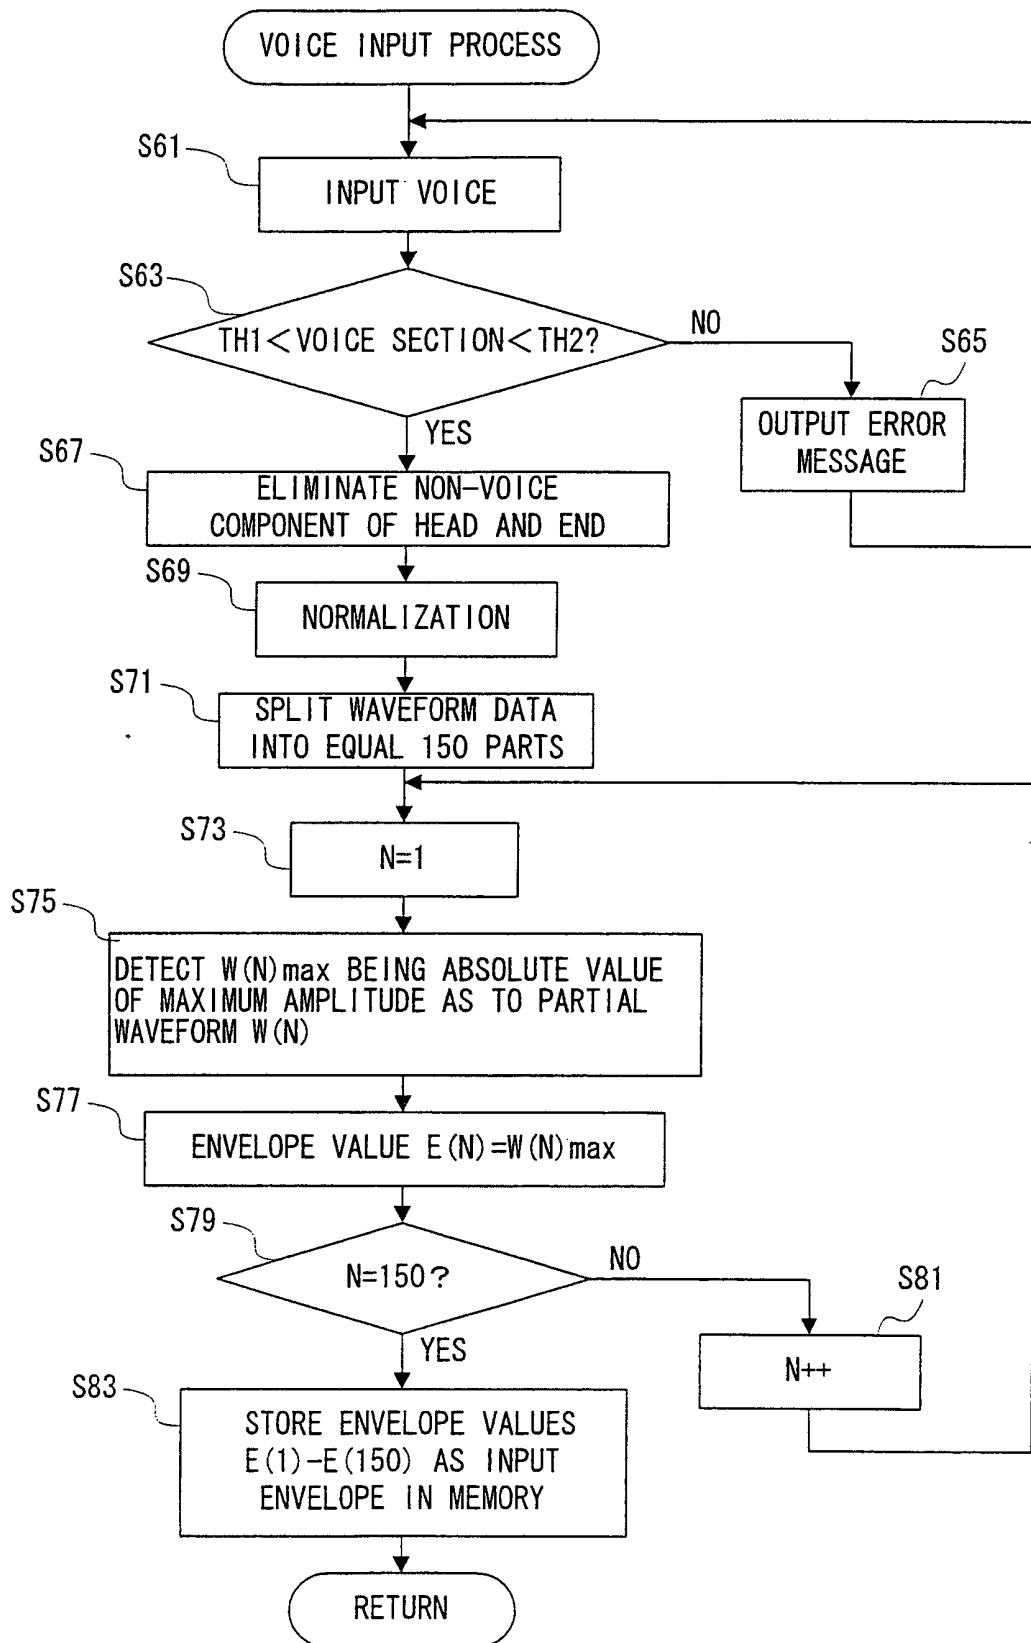 VOICE INPUT PROCESS
S61
INPUT VOICE
S63
TH1<VOICE SECTION<TH2?
NO
S65
OUTPUT ERROR
MESSAGE
YES
S67
ELIMINATE NON-VOICE
COMPONENT OF HEAD AND END
S69
NORMALIZATION
S71
SPLIT WAVEFORM DATA
INTO EQUAL 150 PARTS
S73
N=1
S75
DETECT W(N)max BEING ABSOLUTE VALUE
OF MAXIMUM AMPLITUDE AS TO PARTIAL
WAVEFORM W(N)
S77
ENVELOPE VALUE E(N)=W(N)max
S79
N=150?
NO
S81
N++
YES
S83
STORE ENVELOPE VALUES
E(1)-E(150) AS INPUT
ENVELOPE IN MEMORY
RETURN